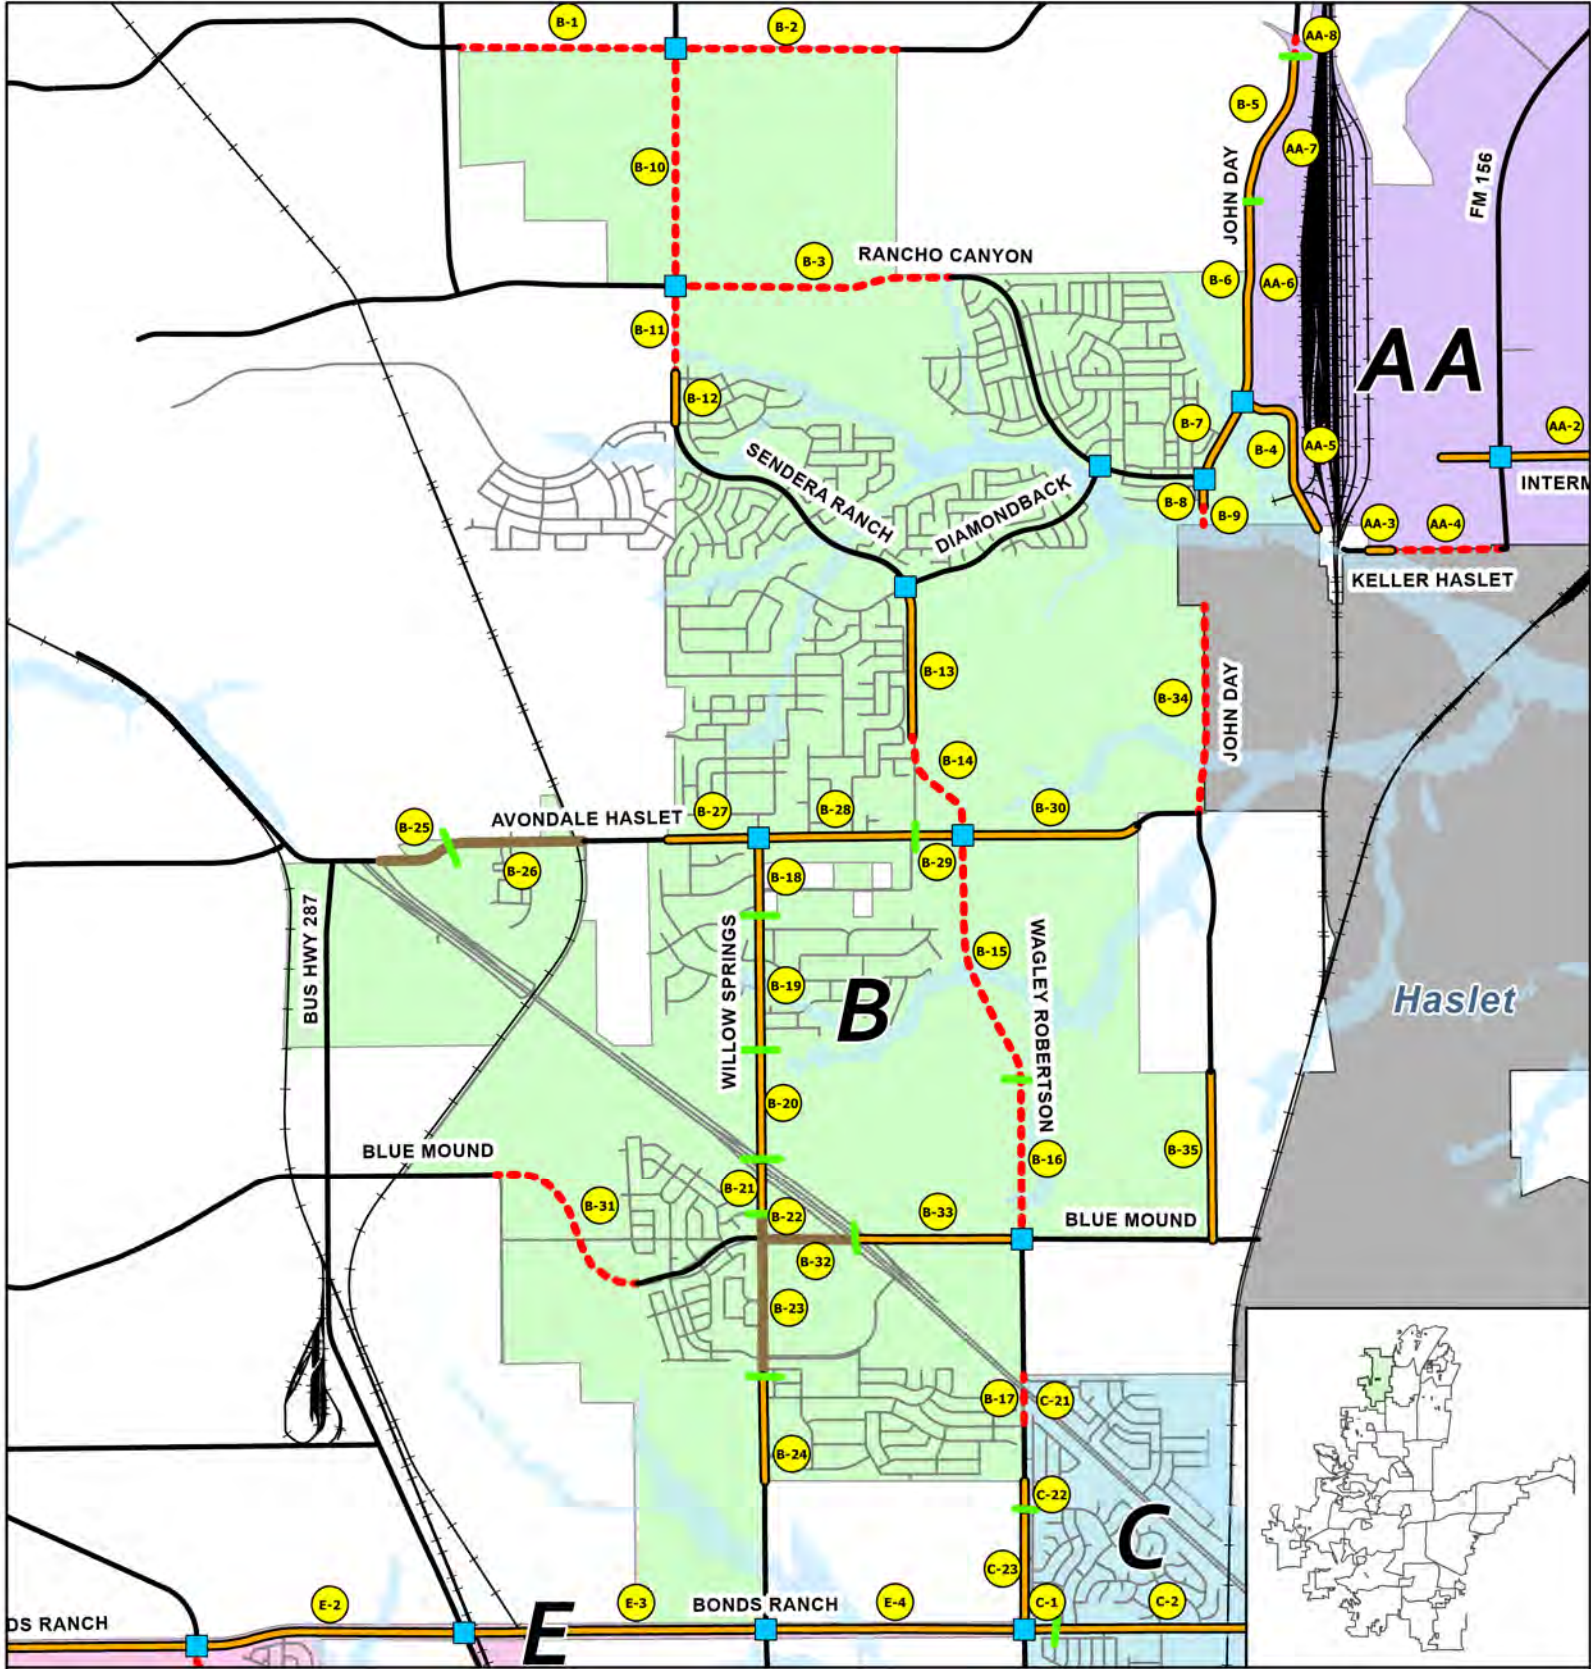 B-1
B-2
AA-8
B-5
AA-7
B-10
JOHN DAY
FM 156
B-3
RANCHO CANYON
B-6
AA-6
B-11
AA
B-12
B-7
B-4
AA-5
AA-2
SENDERA RANCH
DIAMONDBACK
INTERM
B-8
B-9
AA-3
AA-4
KELLER HASLET
B-13
B-34
JOHN DAY
B-14
B-27
B-28
B-30
AVONDALE HASLET
B-25
B-26
B-18
B-29
BUS HWY 287
WILLOW SPRINGS
B-19
B
B-15
WAGLEY ROBERTSON
Haslet
B-20
BLUE MOUND
B-16
B-35
B-21
B-31
B-22
B-33
BLUE MOUND
B-32
B-23
B-17
C-21
B-24
C-22
C
C-23
E-2
E
E-3
BONDS RANCH
E-4
C-1
C-2
DS RANCH